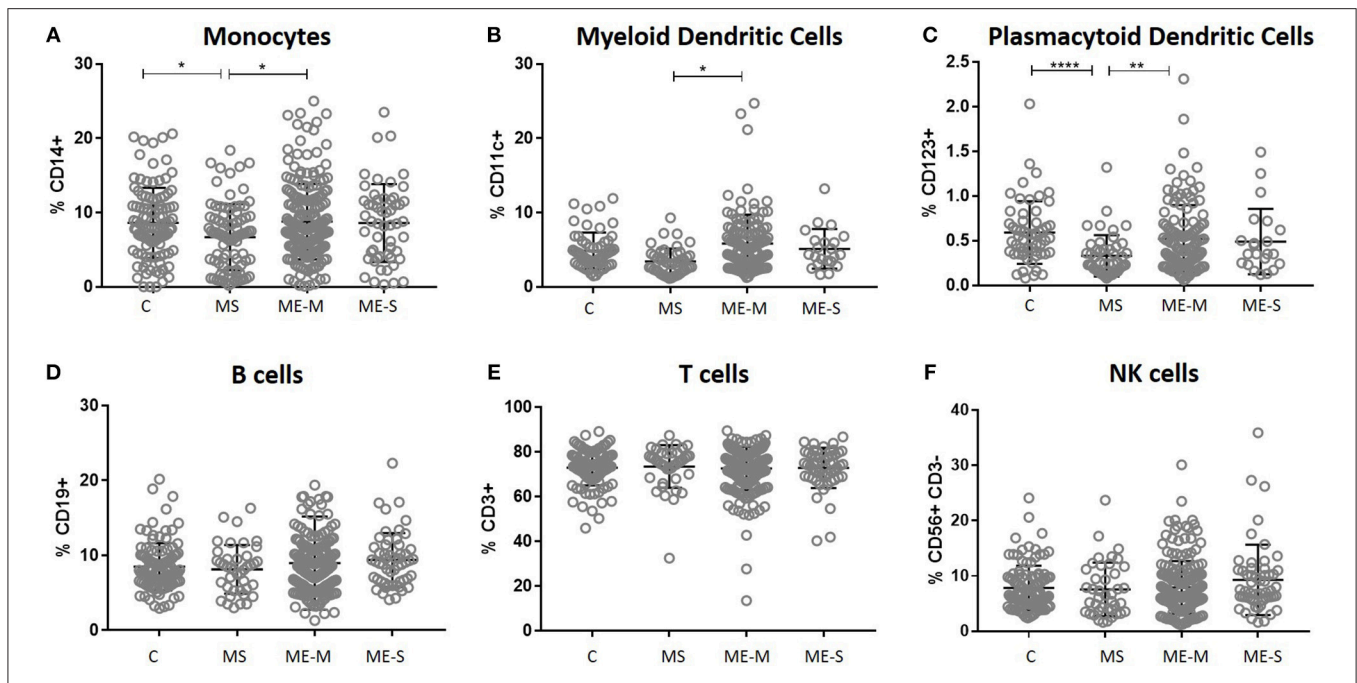 A Monocytes
*
*
% CD14+
30
20
10
0
C MS ME-M ME-S
B Myeloid Dendritic Cells
*
% CD11c+
30
20
10
0
C MS ME-M ME-S
C Plasmacytoid Dendritic Cells
****
**
% CD123+
2.5
2.0
1.5
1.0
0.5
0.0
C MS ME-M ME-S
D B cells
% CD19+
30
20
10
0
C MS ME-M ME-S
E T cells
% CD3+
100
80
60
40
20
0
C MS ME-M ME-S
F NK cells
% CD56+ CD3-
40
30
20
10
0
C MS ME-M ME-S